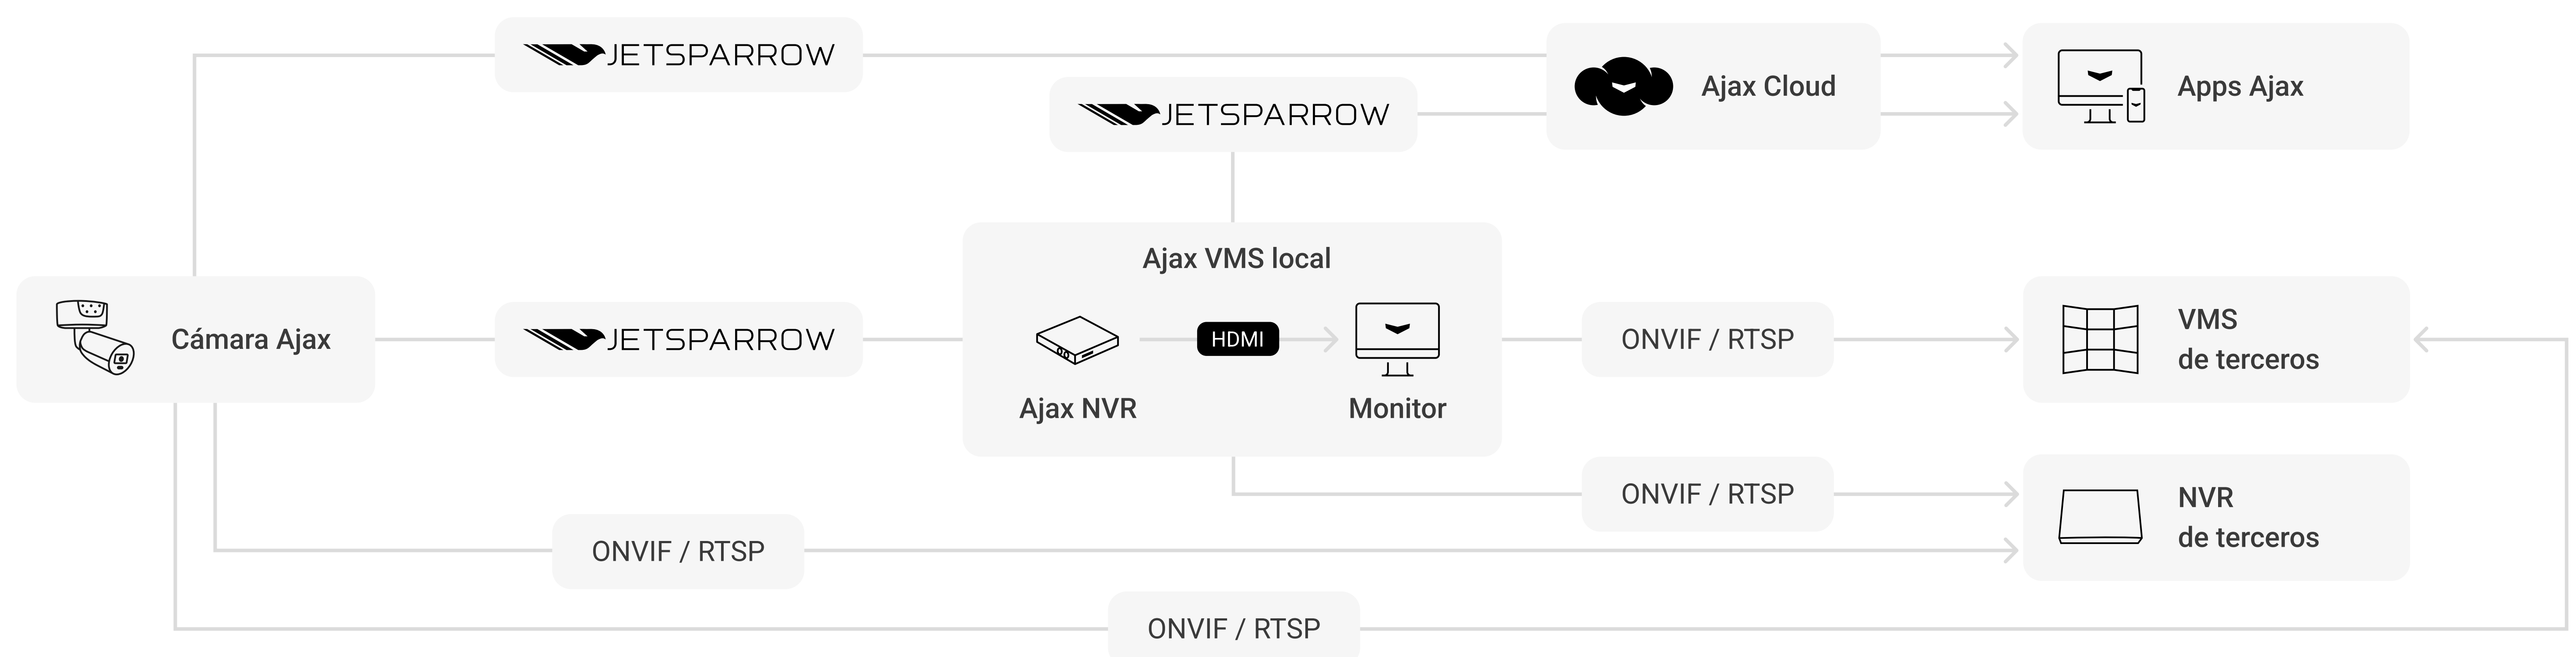 JETSPARROW
Ajax Cloud
Apps Ajax
JETSPARROW
Ajax VMS local
Cámara Ajax
JETSPARROW
HDMI
Ajax NVR
Monitor
ONVIF / RTSP
VMS
de terceros
ONVIF / RTSP
NVR
de terceros
ONVIF / RTSP
ONVIF / RTSP